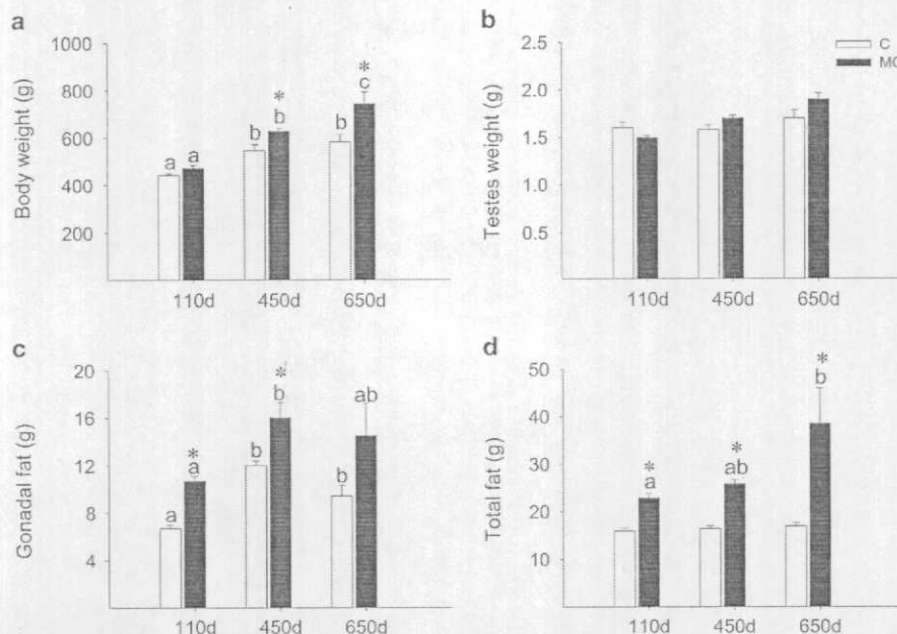 a
1000
800
600
400
200
Body weight (g)
a
a
b
*
b
b
*
c
110d
450d
650d
b
2.5
2.0
1.5
1.0
0.5
Testes weight (g)
C
110d
450d
650d
c
20
16
12
8
4
Gonadal fat (g)
a
*
a
b
*
b
b
ab
110d
450d
650d
d
50
40
30
20
10
Total fat (g)
*
a
*
ab
*
b
110d
450d
650d